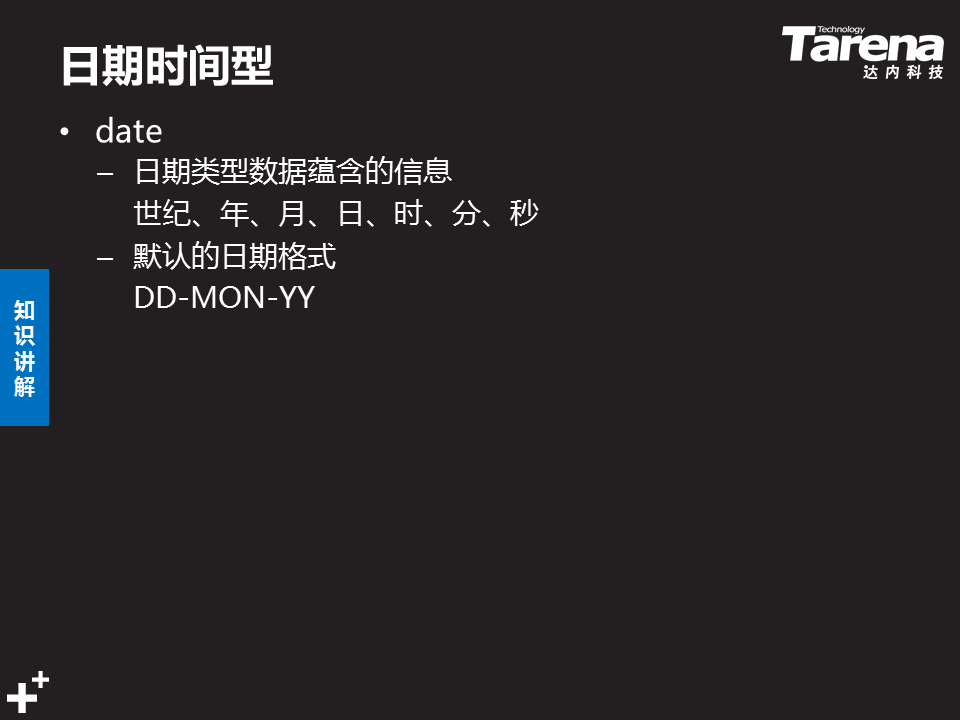 日期时间型
Technology
Tarena
达内科技
• date
– 日期类型数据蕴含的信息
世纪、年、月、日、时、分、秒
– 默认的日期格式
DD-MON-YY
知
识
讲
解